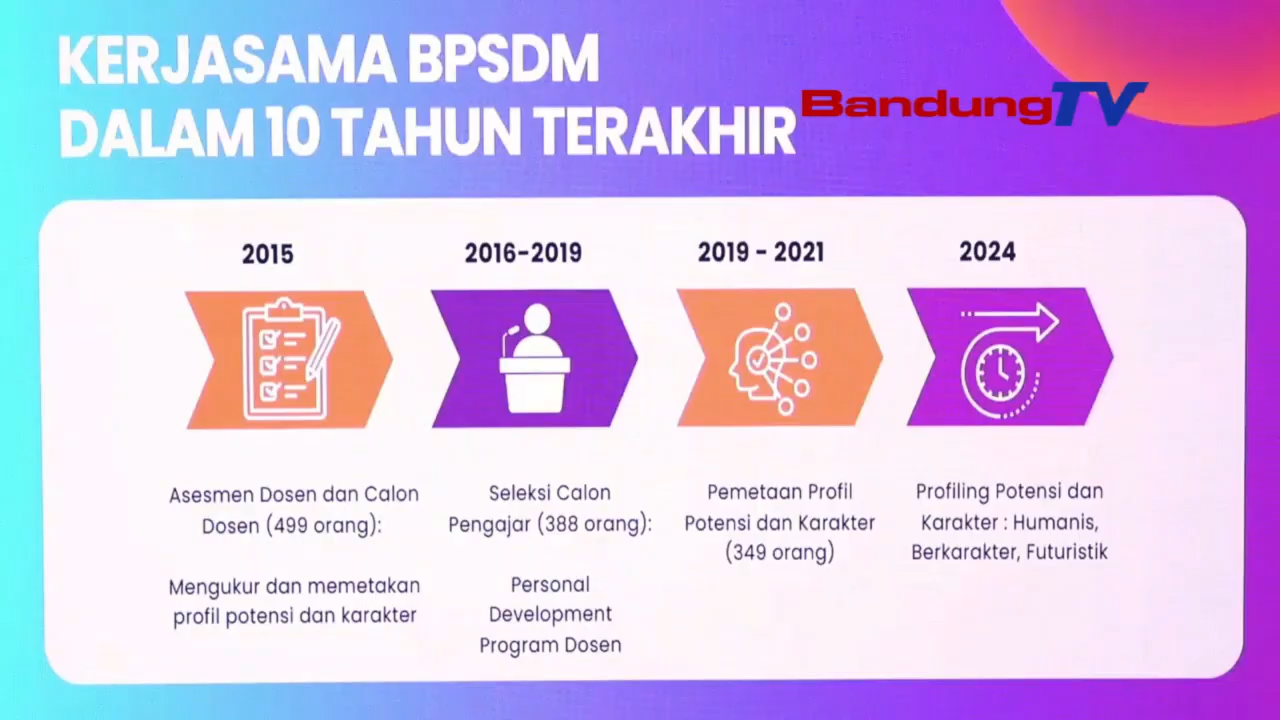 KERJASAMA BPSDM
DALAM 10 TAHUN TERAKHIR
BandungTV
2015
Asesmen Dosen dan Calon
Dosen (499 orang):
Mengukur dan memetakan
profil potensi dan karakter
2016-2019
Seleksi Calon
Pengajar (388 orang):
Personal
Development
Program Dosen
2019 - 2021
Pemetaan Profil
Potensi dan Karakter
(349 orang)
2024
Profiling Potensi dan
Karakter : Humanis,
Berkarakter, Futuristik